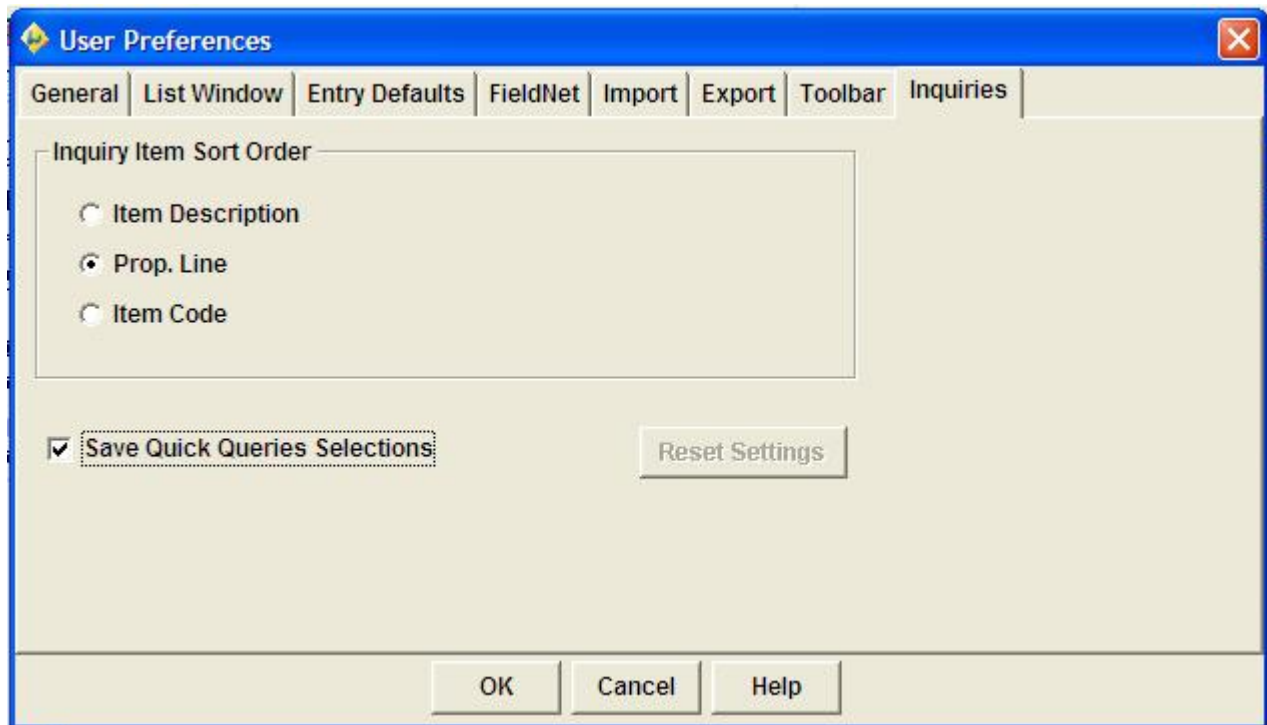 User Preferences
General List Window Entry Defaults FieldNet Import Export Toolbar Inquiries
Inquiry Item Sort Order
Item Description
Prop. Line
Item Code
Save Quick Queries Selections Reset Settings
OK Cancel Help